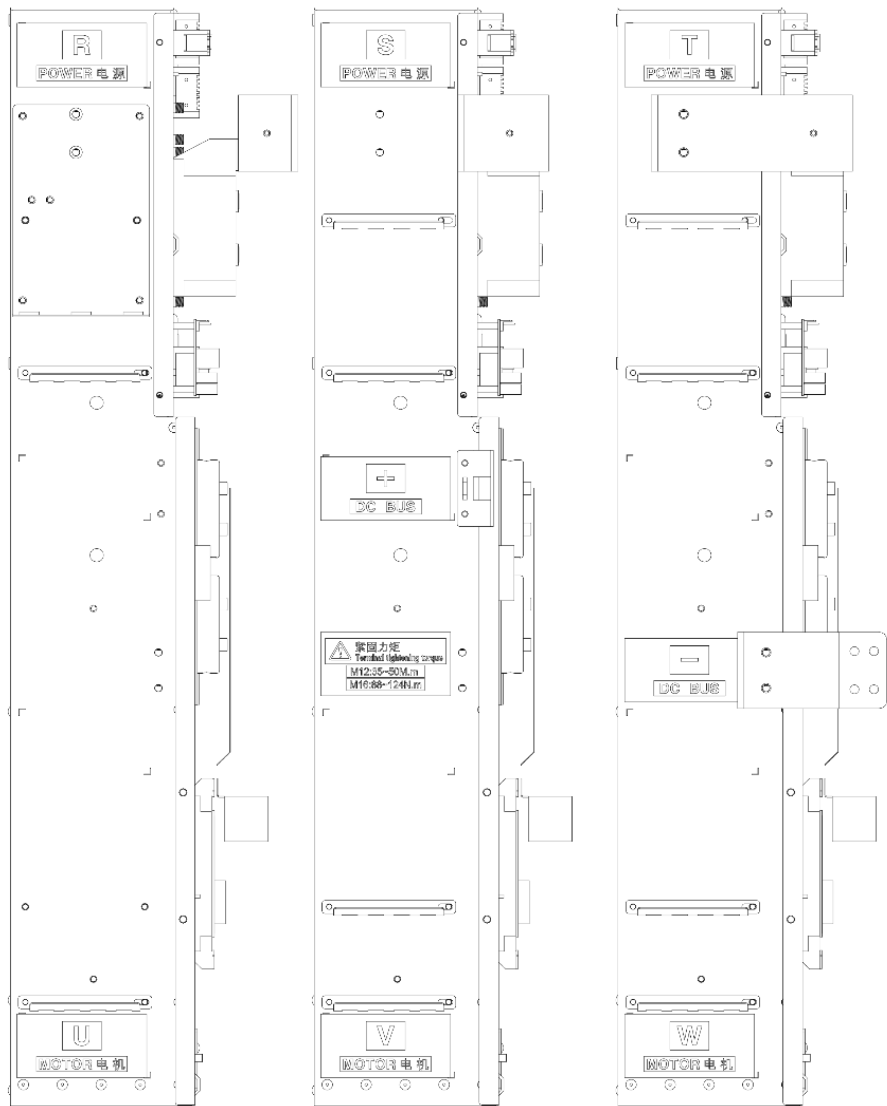 R
POWER 电源
S
POWER 电源
T
POWER 电源
+
DC BUS
紧固力矩
Terminal tightening torque
M12:35~50M.m
M16:88~124N.m
-
DC BUS
U
MOTOR 电机
V
MOTOR 电机
W
MOTOR 电机